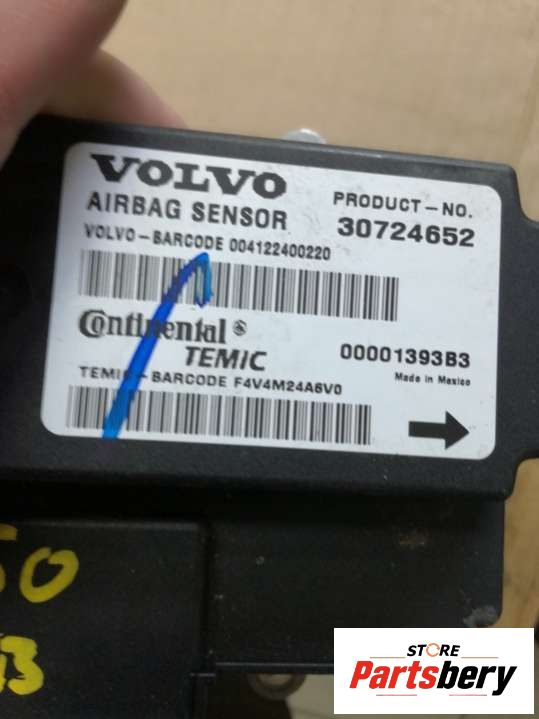 VOLVO
AIRBAG SENSOR
PRODUCT-NO.
30724652
VOLVO-BARCODE 004122400220
Continental
TEMIC
00001393B3
Made in Mexico
TEMIC-BARCODE F4V4M24A6V0
50
STORE
Partsbery